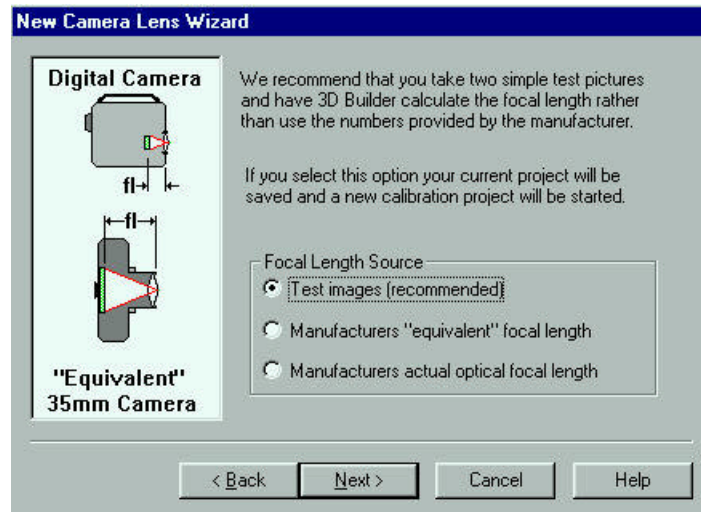 New Camera Lens Wizard
Digital Camera
fl
fl
"Equivalent"
35mm Camera
We recommend that you take two simple test pictures
and have 3D Builder calculate the focal length rather
than use the numbers provided by the manufacturer.
If you select this option your current project will be
saved and a new calibration project will be started.
Focal Length Source
Test images (recommended)
Manufacturers "equivalent" focal length
Manufacturers actual optical focal length
< Back
Next >
Cancel
Help